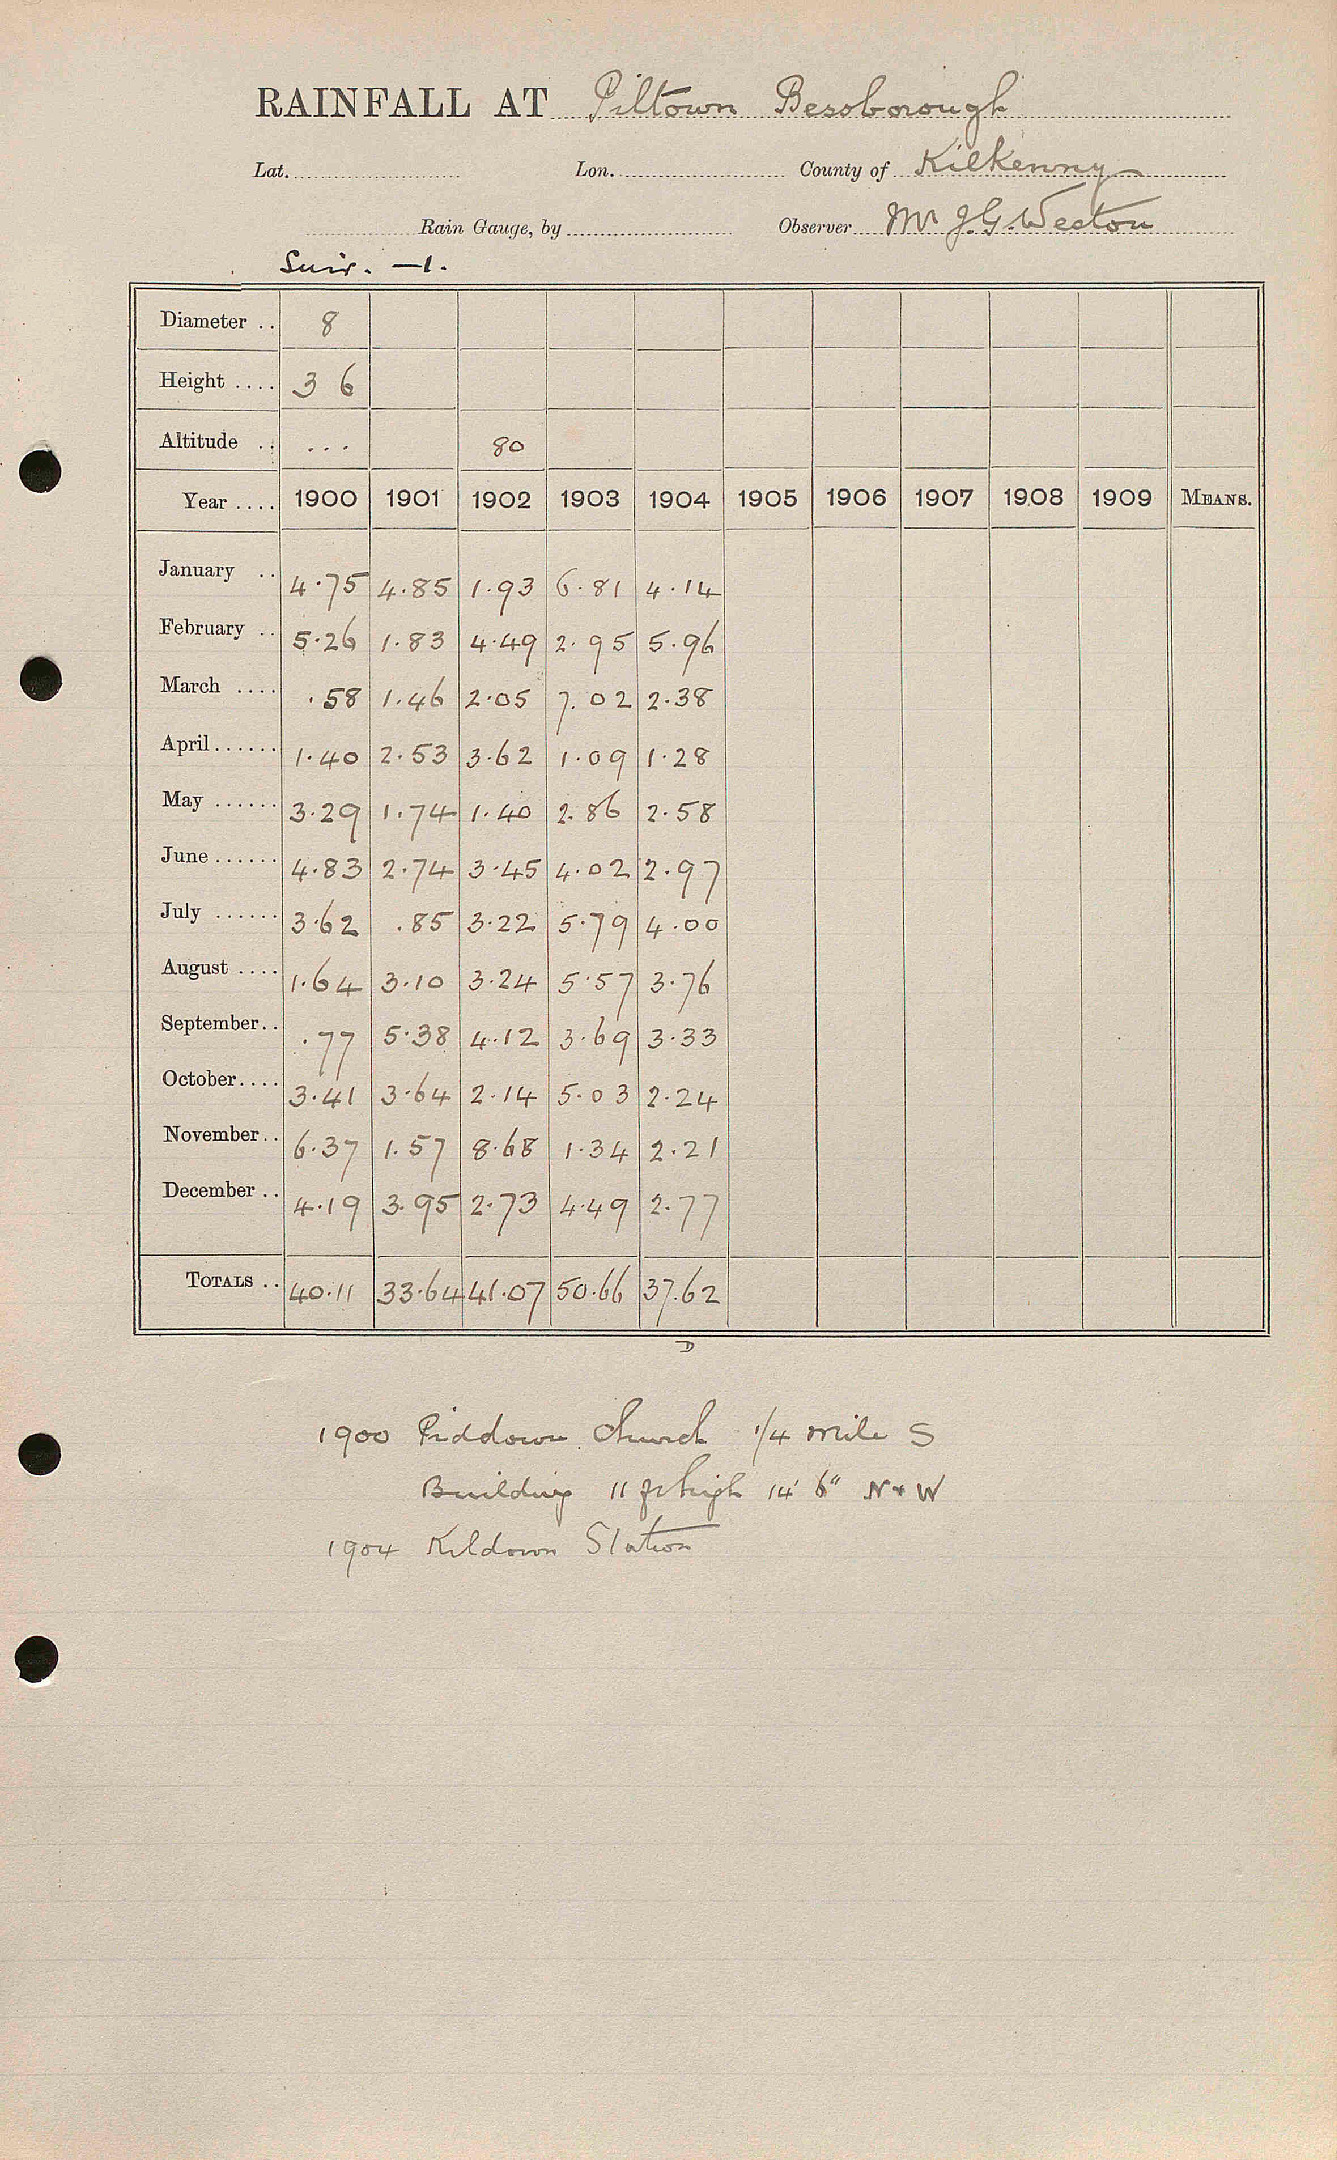 RAINFALL AT Piltown Bessborough
Lat. Lon. County of Kilkenny
Rain Gauge, by Observer Mr J. G. Weeton
Suir. —1.
Diameter .. 8
Height .... 3 6
Altitude .. ... 80
Year .... 1900 1901 1902 1903 1904 1905 1906 1907 1908 1909 MEANS.
January .. 4.75 4.85 1.93 6.81 4.14
February .. 5.26 1.83 4.49 2.95 5.96
March .... .58 1.46 2.05 7.02 2.38
April...... 1.40 2.53 3.62 1.09 1.28
May ...... 3.29 1.74 1.40 2.86 2.58
June...... 4.83 2.74 3.45 4.02 2.97
July ...... 3.62 .85 3.22 5.79 4.00
August .... 1.64 3.10 3.24 5.57 3.76
September.. .77 5.38 4.12 3.69 3.33
October.... 3.41 3.64 2.14 5.03 2.24
November.. 6.37 1.57 8.68 1.34 2.21
December .. 4.19 3.95 2.73 4.49 2.77
TOTALS .. 40.11 33.64 41.07 50.66 37.62
D
1900 Fiddown Church 1/4 mile S
Building 11 ft high 14' 6" N + W
1904 Kildown Station